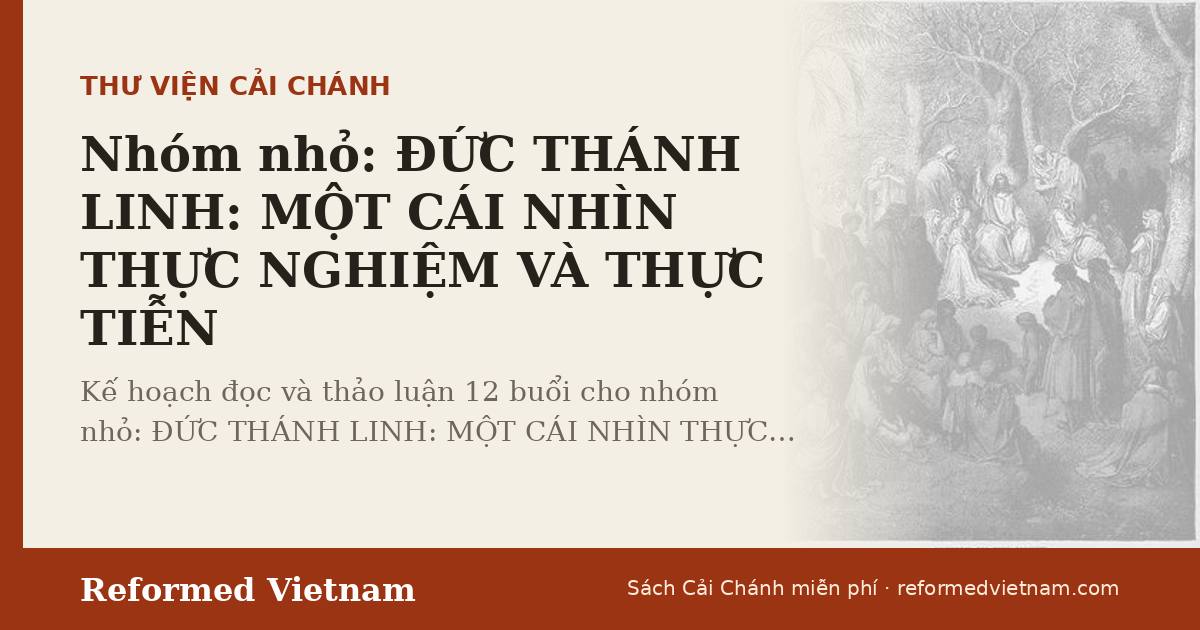 THƯ VIỆN CẢI CHÁNH
Nhóm nhỏ: ĐỨC THÁNH
LINH: MỘT CÁI NHÌN
THỰC NGHIỆM VÀ THỰC
TIỄN
Kế hoạch đọc và thảo luận 12 buổi cho nhóm
nhỏ: ĐỨC THÁNH LINH: MỘT CÁI NHÌN THỰC...
Reformed Vietnam
Sách Cải Chánh miễn phí · reformedvietnam.com